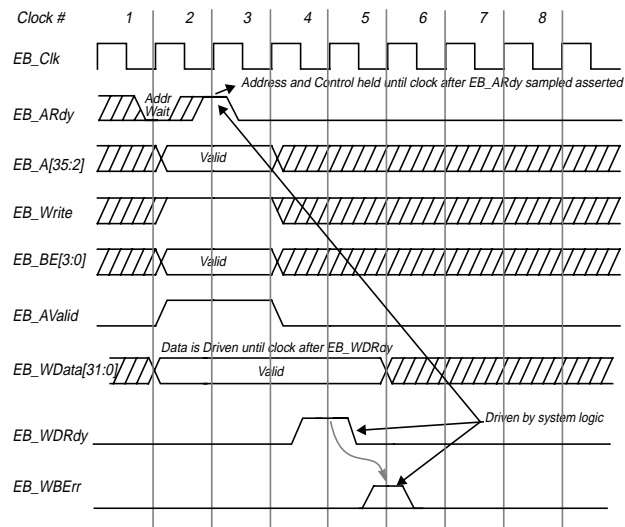 Clock # 1 2 3 4 5 6 7 8
EB_Clk
Address and Control held until clock after EB_ARdy sampled asserted
EB_ARdy
Addr
Wait
EB_A[35:2]
Valid
EB_Write
EB_BE[3:0]
Valid
EB_AValid
Data is Driven until clock after EB_WDRdy
EB_WData[31:0]
Valid
Driven by system logic
EB_WDRdy
EB_WBErr